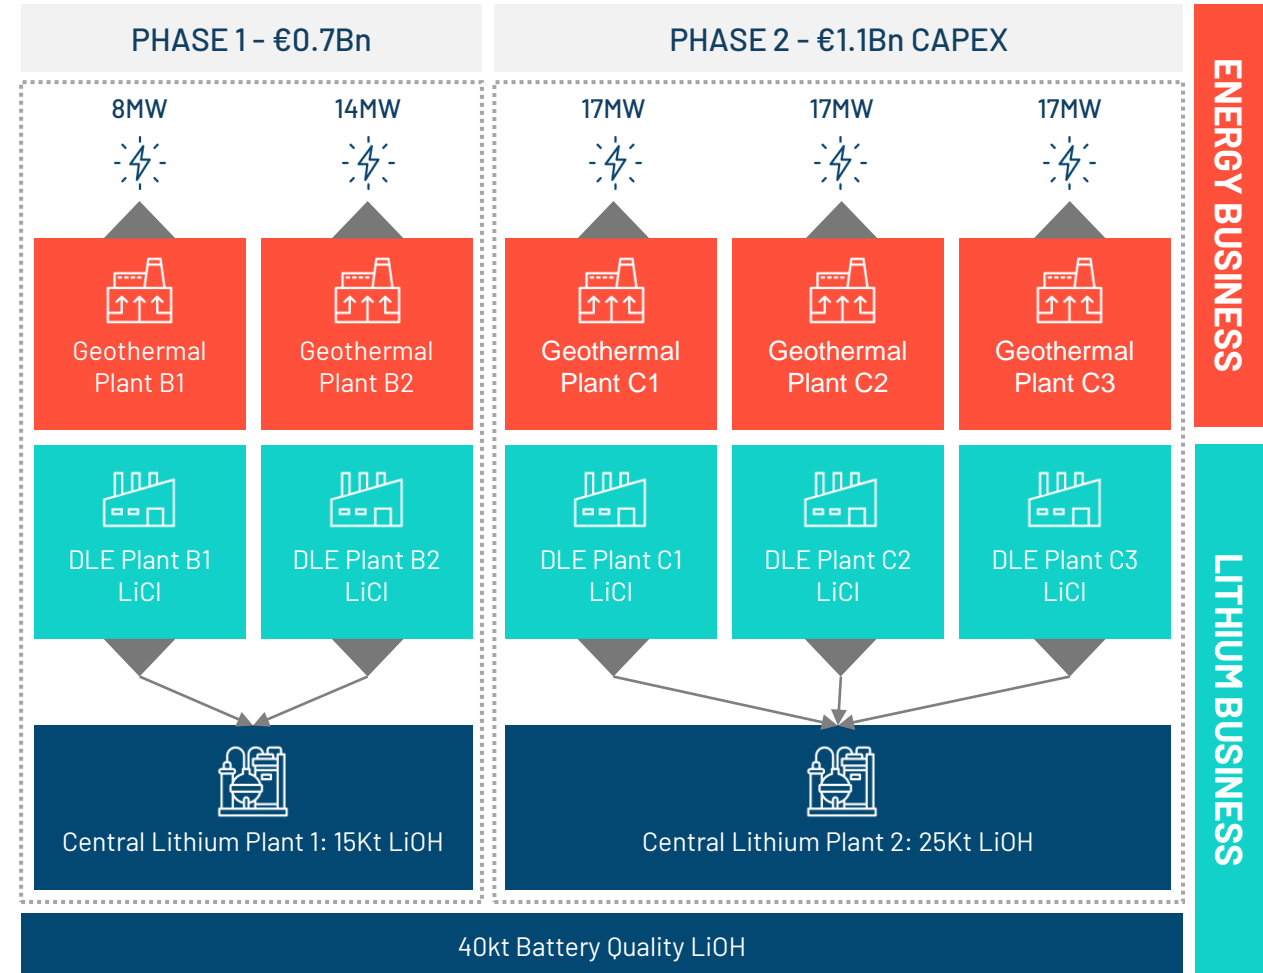 PHASE 1 - €0.7Bn
PHASE 2 - €1.1Bn CAPEX
8MW
14MW
17MW
17MW
17MW
Geothermal
Plant B1
Geothermal
Plant B2
Geothermal
Plant C1
Geothermal
Plant C2
Geothermal
Plant C3
ENERGY BUSINESS
DLE Plant B1
LiCl
DLE Plant B2
LiCl
DLE Plant C1
LiCl
DLE Plant C2
LiCl
DLE Plant C3
LiCl
Central Lithium Plant 1: 15Kt LiOH
Central Lithium Plant 2: 25Kt LiOH
LITHIUM BUSINESS
40kt Battery Quality LiOH